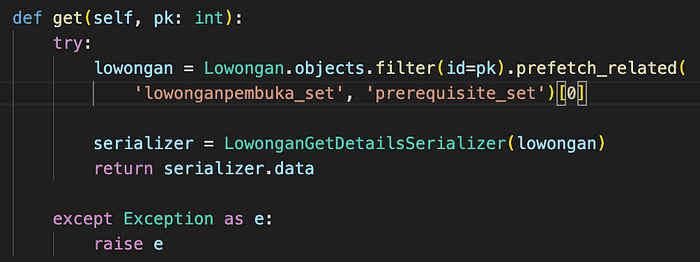 def get(self, pk: int):
    try:
        lowongan = Lowongan.objects.filter(id=pk).prefetch_related(
            'lowonganpembuka_set', 'prerequisite_set')[0]

        serializer = LowonganGetDetailsSerializer(lowongan)
        return serializer.data

    except Exception as e:
        raise e